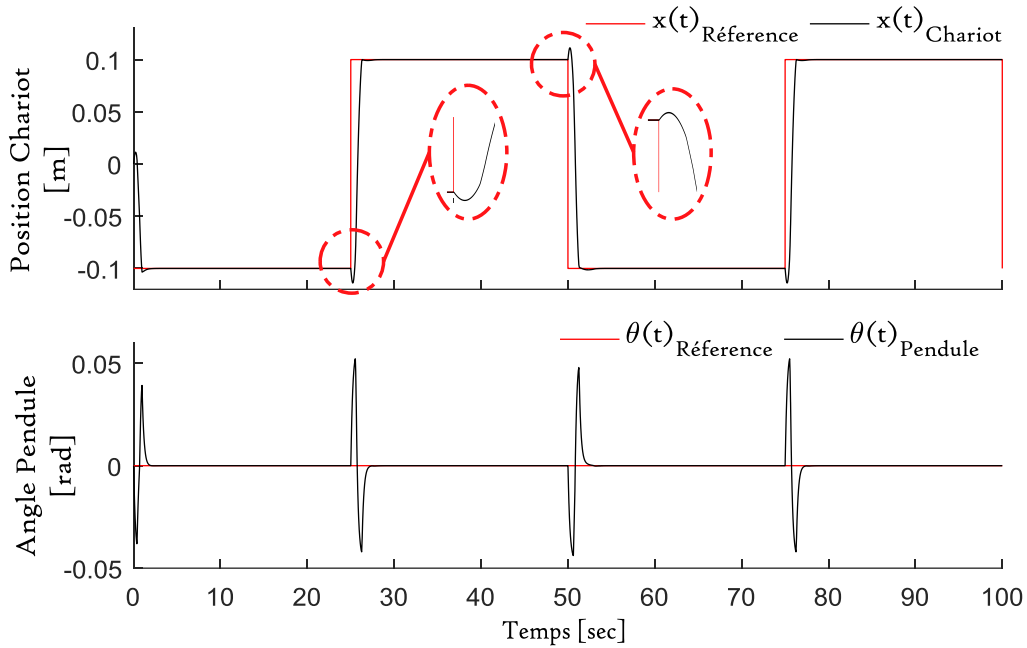 x(t)Réference x(t)Chariot
0.1
0.05
0
-0.05
-0.1
Position Chariot
[m]
θ(t)Réference θ(t)Pendule
0.05
0
-0.05
Angle Pendule
[rad]
0 10 20 30 40 50 60 70 80 90 100
Temps [sec]